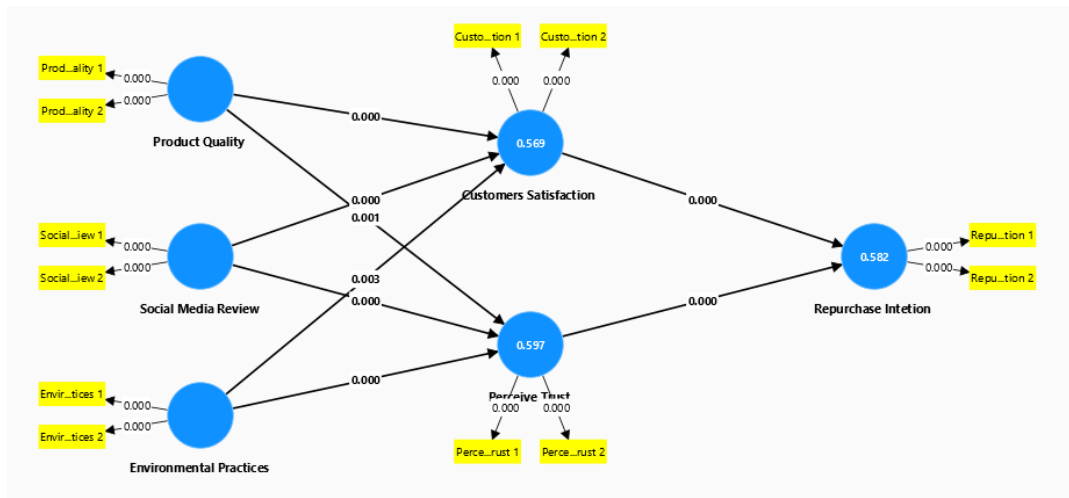 Custo...tion 1
Custo...tion 2
Prod...ality 1
0.000
0.000
Prod...ality 2
Product Quality
0.000
0.000
0.000
0.569
Customers Satisfaction
0.000
0.001
0.000
Social...iew 1
0.000
0.000
Social...iew 2
Social Media Review
0.003
0.000
0.582
Repurchase Intetion
0.000
0.000
Repu...tion 1
Repu...tion 2
0.000
0.597
Perceive Trust
0.000
0.000
0.000
Envir...tices 1
0.000
0.000
Envir...tices 2
Environmental Practices
Perce...rust 1
Perce...rust 2